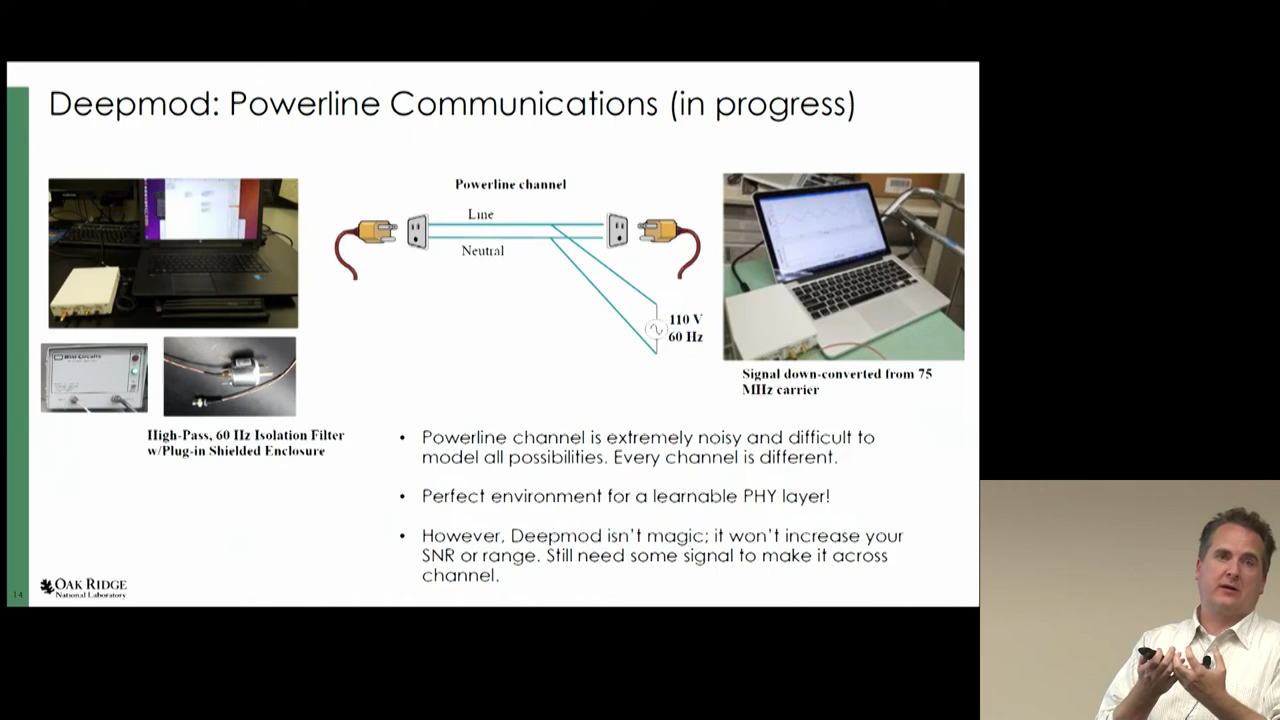 Deepmod: Powerline Communications (in progress)
Powerline channel
Line
Neutral
110 V
60 Hz
Mini Circuits
Signal down-converted from 75
MHz carrier
High-Pass, 60 Hz Isolation Filter
w/Plug-in Shielded Enclosure
• Powerline channel is extremely noisy and difficult to
model all possibilities. Every channel is different.
• Perfect environment for a learnable PHY layer!
• However, Deepmod isn't magic; it won't increase your
SNR or range. Still need some signal to make it across
channel.
14
OAK RIDGE
National Laboratory